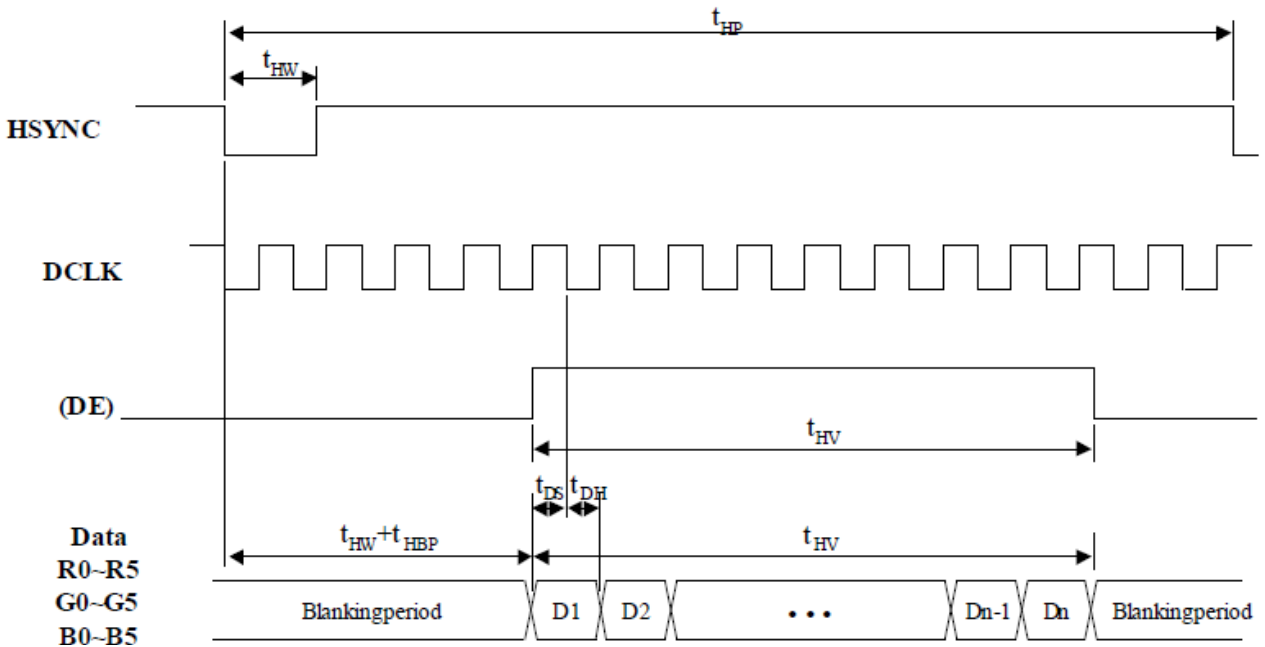 tHP
tHW
HSYNC
DCLK
(DE)
tHV
tDS tDH
Data
tHW+tHBP tHV
R0~R5
G0~G5
Blankingperiod D1 D2 • • • Dn-1 Dn Blankingperiod
B0~B5